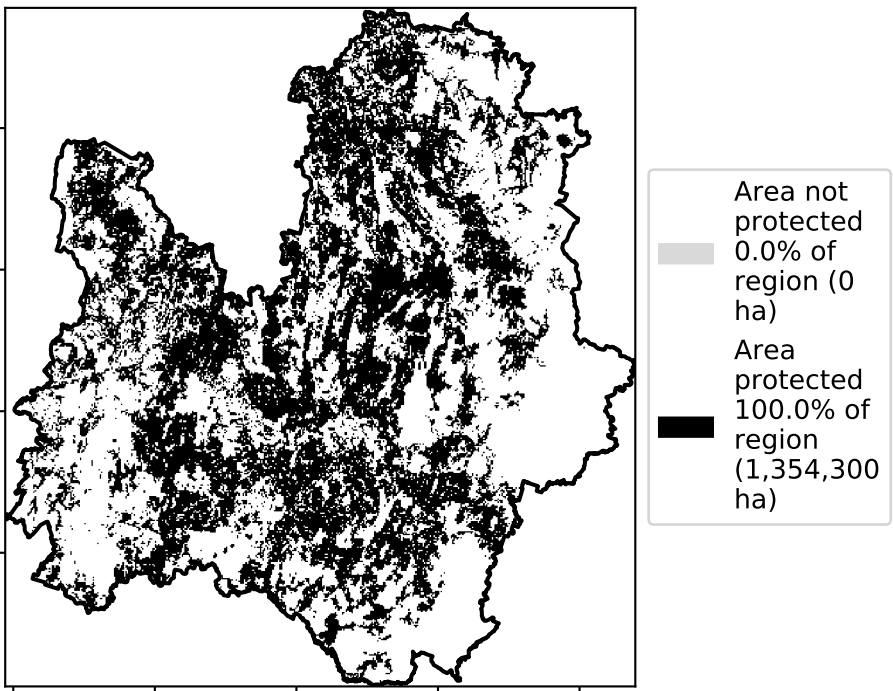 Area not
protected
0.0% of
region (0
ha)
Area
protected
100.0% of
region
(1,354,300
ha)